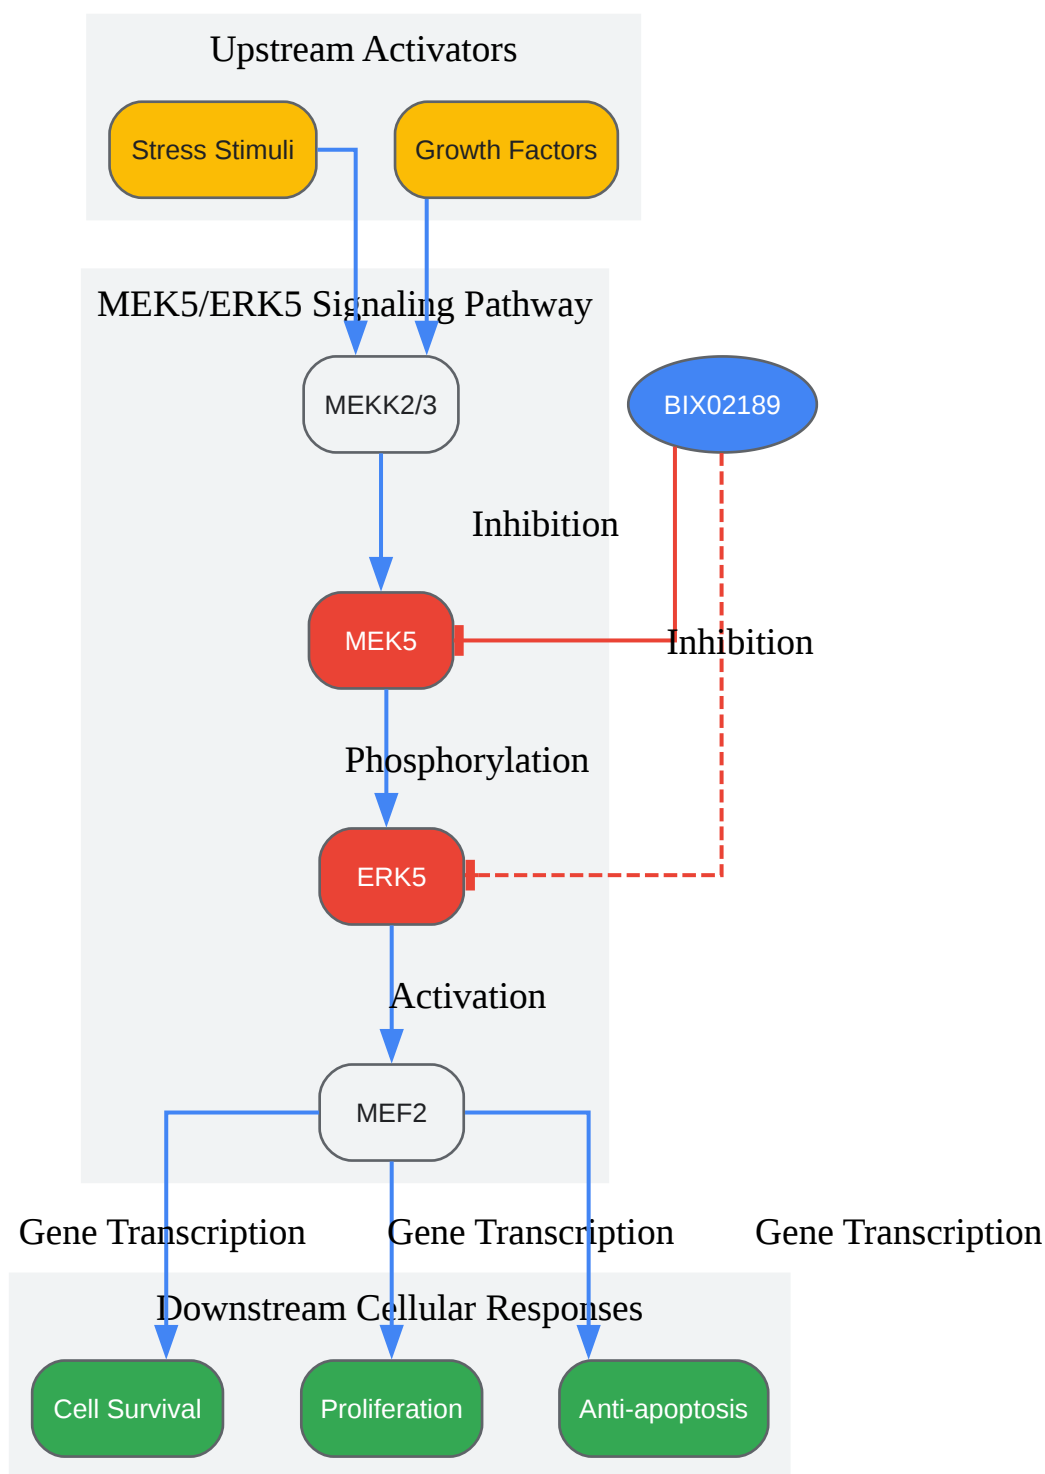 Upstream Activators
Stress Stimuli
Growth Factors
MEK5/ERK5 Signaling Pathway
MEKK2/3
BIX02189
Inhibition
MEK5
Inhibition
Phosphorylation
ERK5
Activation
MEF2
Gene Transcription
Gene Transcription
Gene Transcription
Downstream Cellular Responses
Cell Survival
Proliferation
Anti-apoptosis